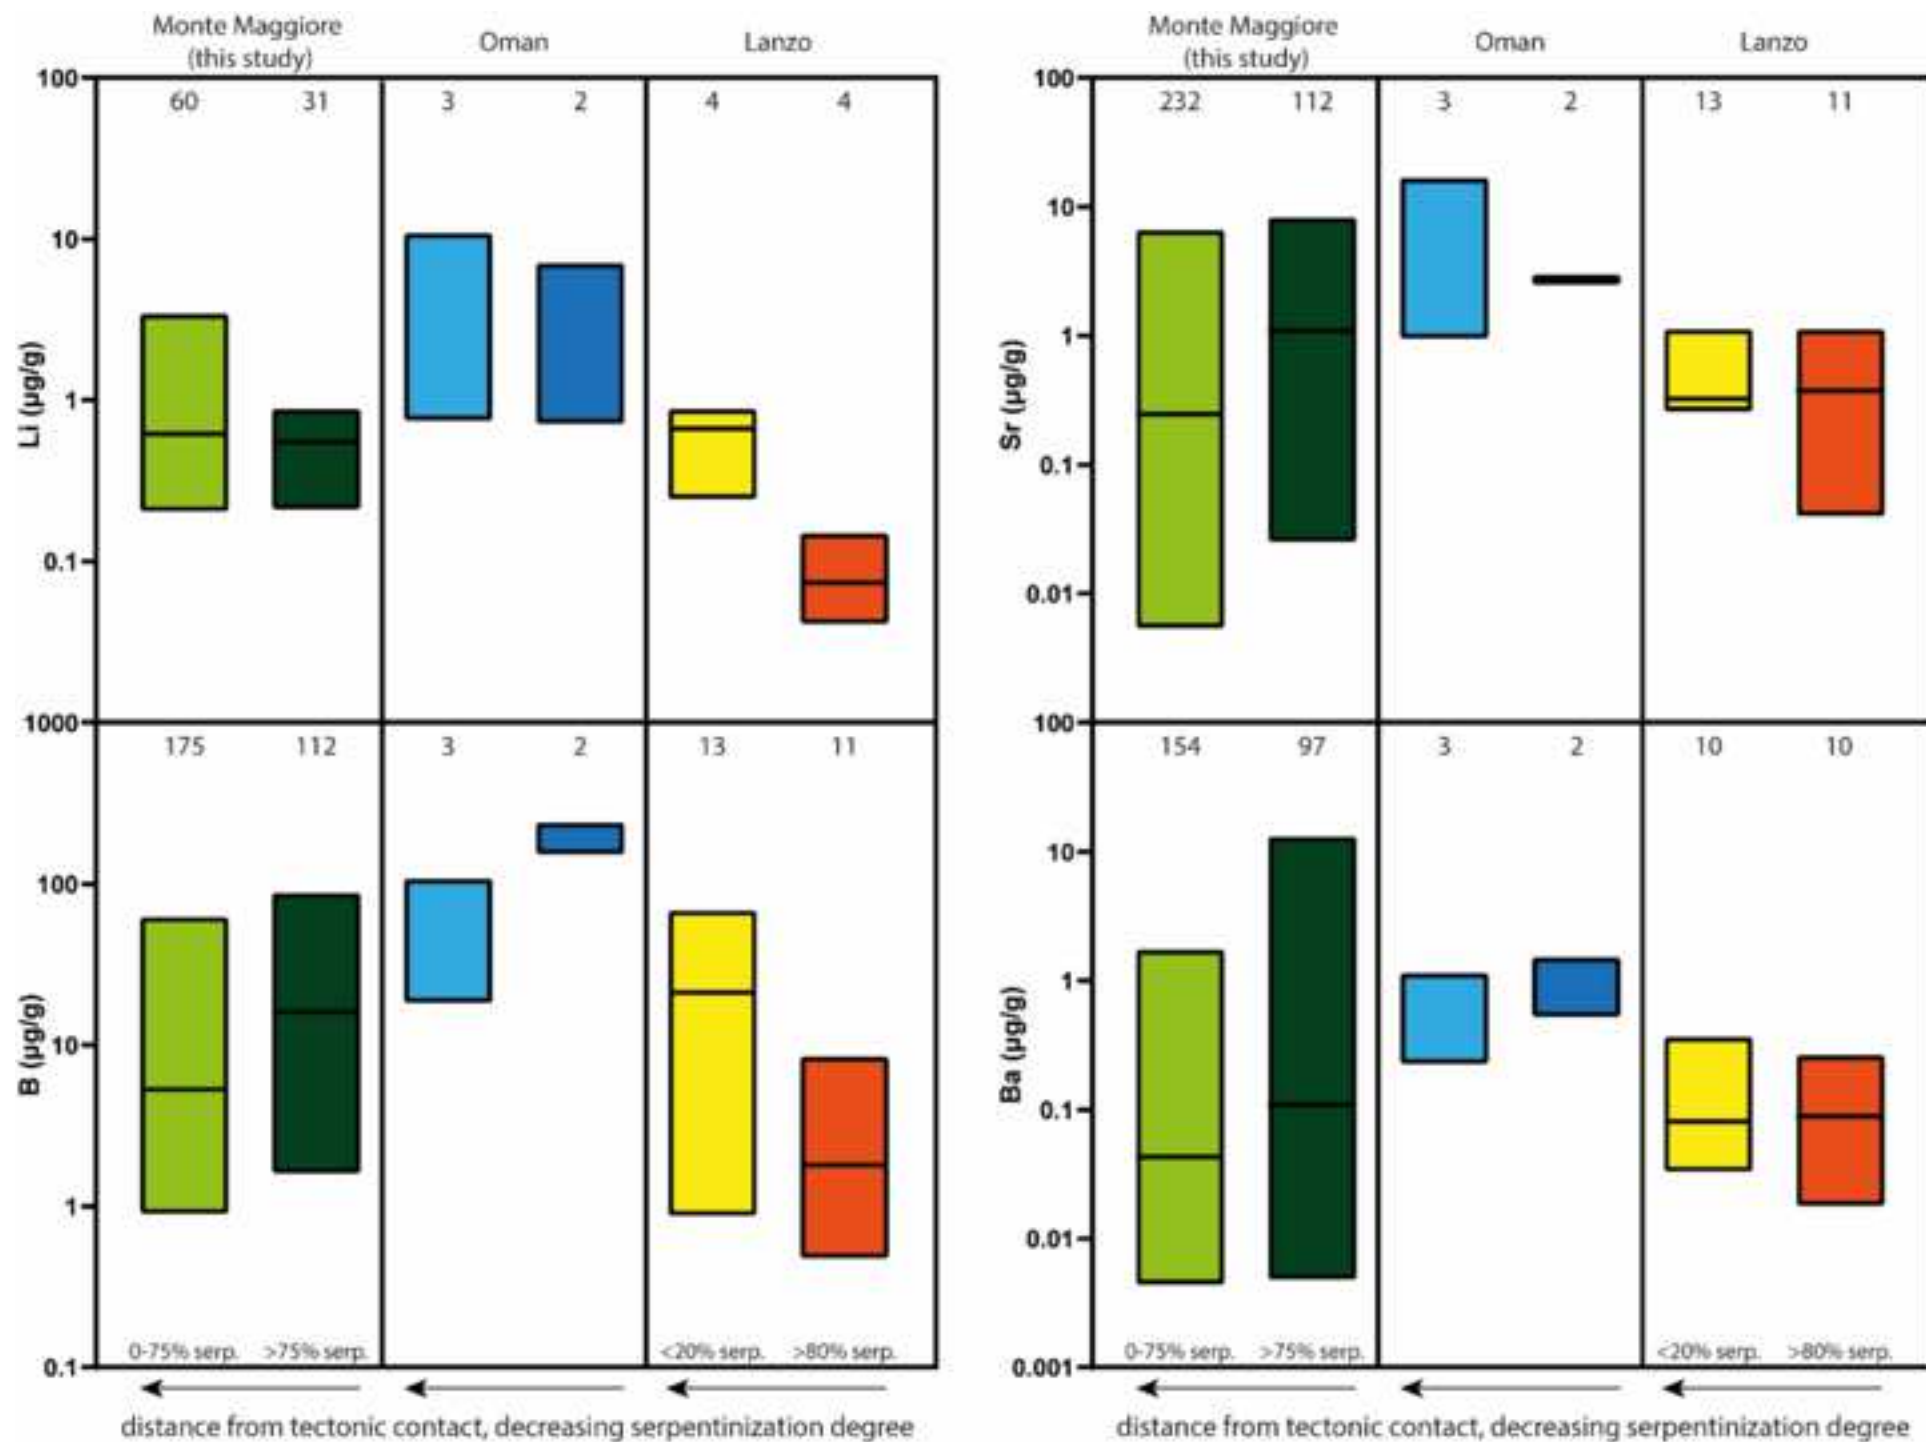 Monte Maggiore
(this study)
Oman
Lanzo
100
60
31
3
2
4
4
10
Li (µg/g)
1
0.1
1000
175
112
3
2
13
11
100
B (µg/g)
10
1
0.1
0-75% serp.
>75% serp.
<20% serp.
>80% serp.
distance from tectonic contact, decreasing serpentinization degree
Monte Maggiore
(this study)
Oman
Lanzo
100
232
112
3
2
13
11
10
Sr (µg/g)
1
0.1
0.01
100
154
97
3
2
10
10
10
Ba (µg/g)
1
0.1
0.01
0.001
0-75% serp.
>75% serp.
<20% serp.
>80% serp.
distance from tectonic contact, decreasing serpentinization degree